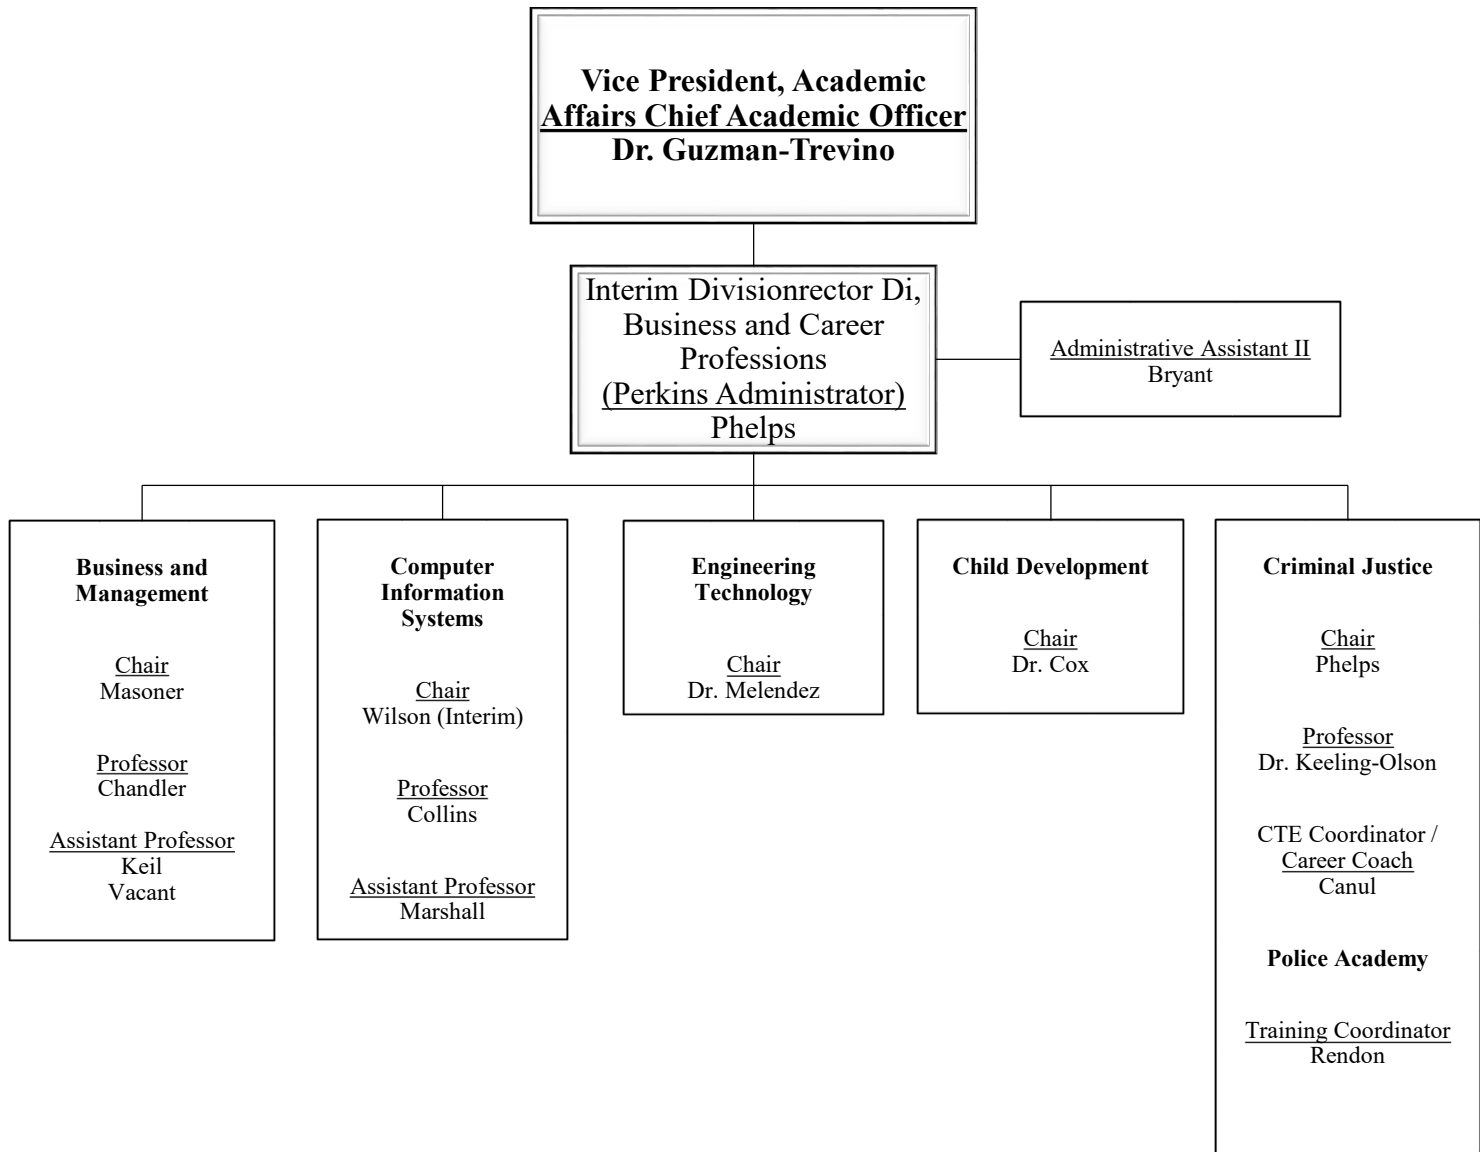 Vice President, Academic
Affairs Chief Academic Officer
Dr. Guzman-Trevino
Interim Divisionrector Di,
Business and Career
Professions
(Perkins Administrator)
Phelps
Administrative Assistant II
Bryant
Business and
Management
Chair
Masoner
Professor
Chandler
Assistant Professor
Keil
Vacant
Computer
Information
Systems
Chair
Wilson (Interim)
Professor
Collins
Assistant Professor
Marshall
Engineering
Technology
Chair
Dr. Melendez
Child Development
Chair
Dr. Cox
Criminal Justice
Chair
Phelps
Professor
Dr. Keeling-Olson
CTE Coordinator /
Career Coach
Canul
Police Academy
Training Coordinator
Rendon